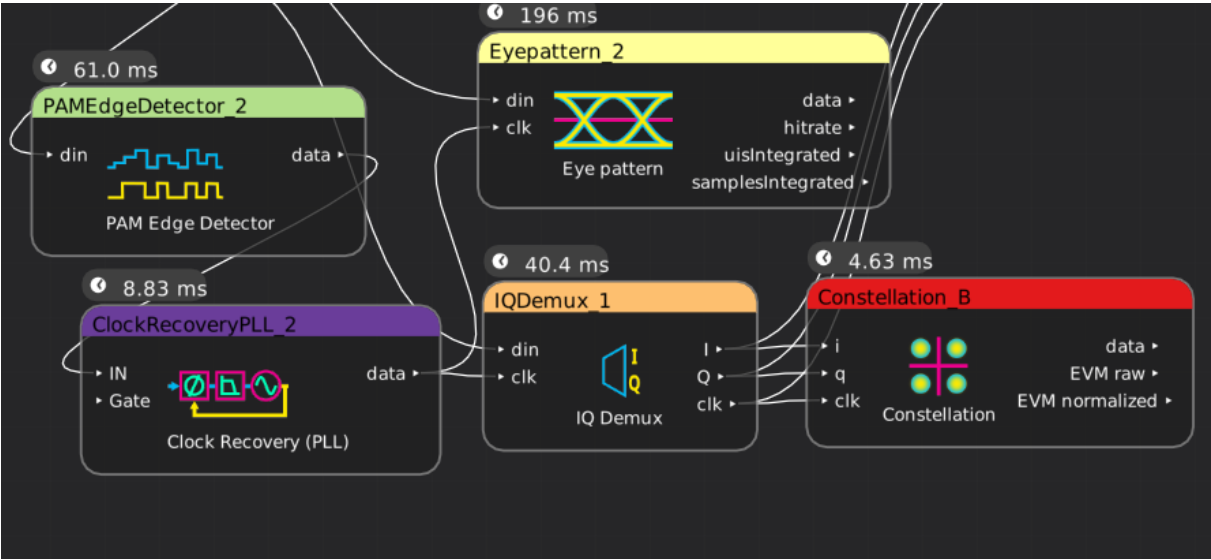 61.0 ms
PAMEdgeDetector_2
din
data
PAM Edge Detector
196 ms
Eyepattern_2
din
clk
data
hitrate
uisIntegrated
samplesIntegrated
Eye pattern
8.83 ms
ClockRecoveryPLL_2
IN
Gate
data
Clock Recovery (PLL)
40.4 ms
IQDemux_1
din
clk
I
Q
I
Q
clk
IQ Demux
4.63 ms
Constellation_B
i
q
clk
data
EVM raw
EVM normalized
Constellation